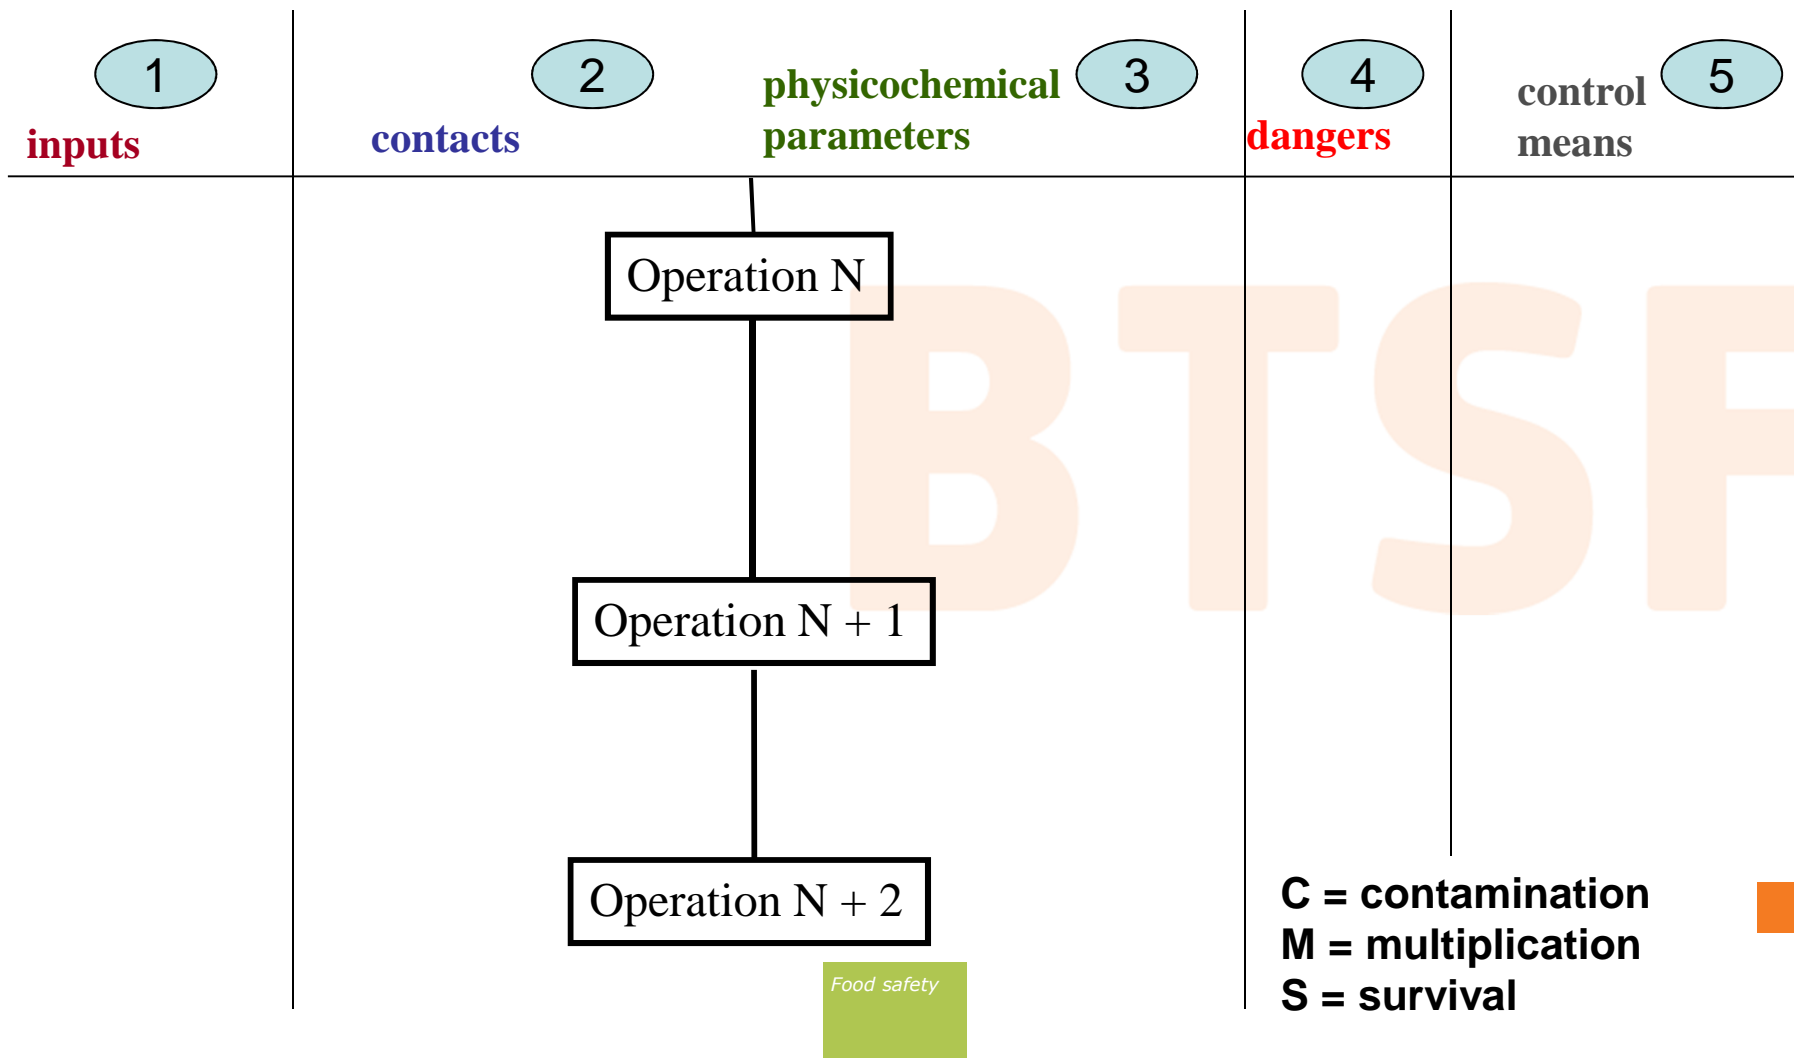 1
2
3
4
5
inputs
contacts
physicochemical
parameters
dangers
control
means
Operation N
Operation N + 1
Operation N + 2
BTSF
C = contamination
M = multiplication
S = survival
Food safety